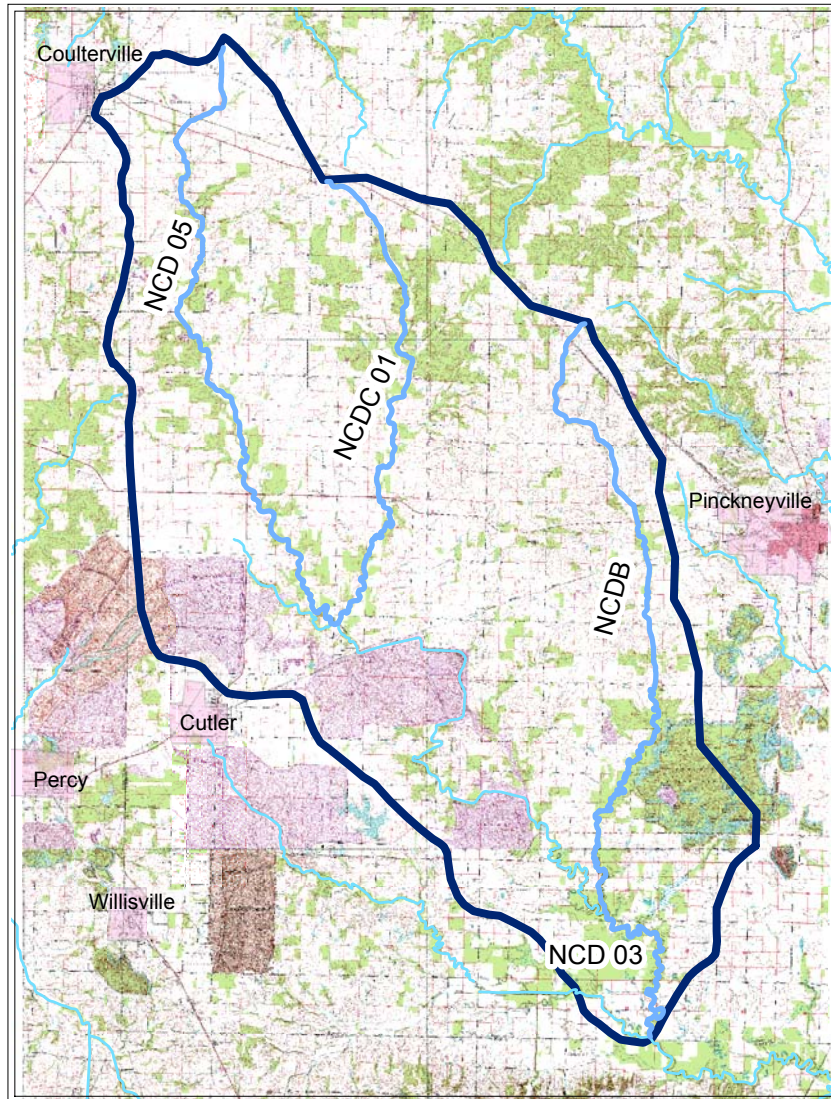 Coulterville
NCD 05
NCDC 01
Pinckneyville
NCDB
Cutler
Percy
Willisville
NCD 03